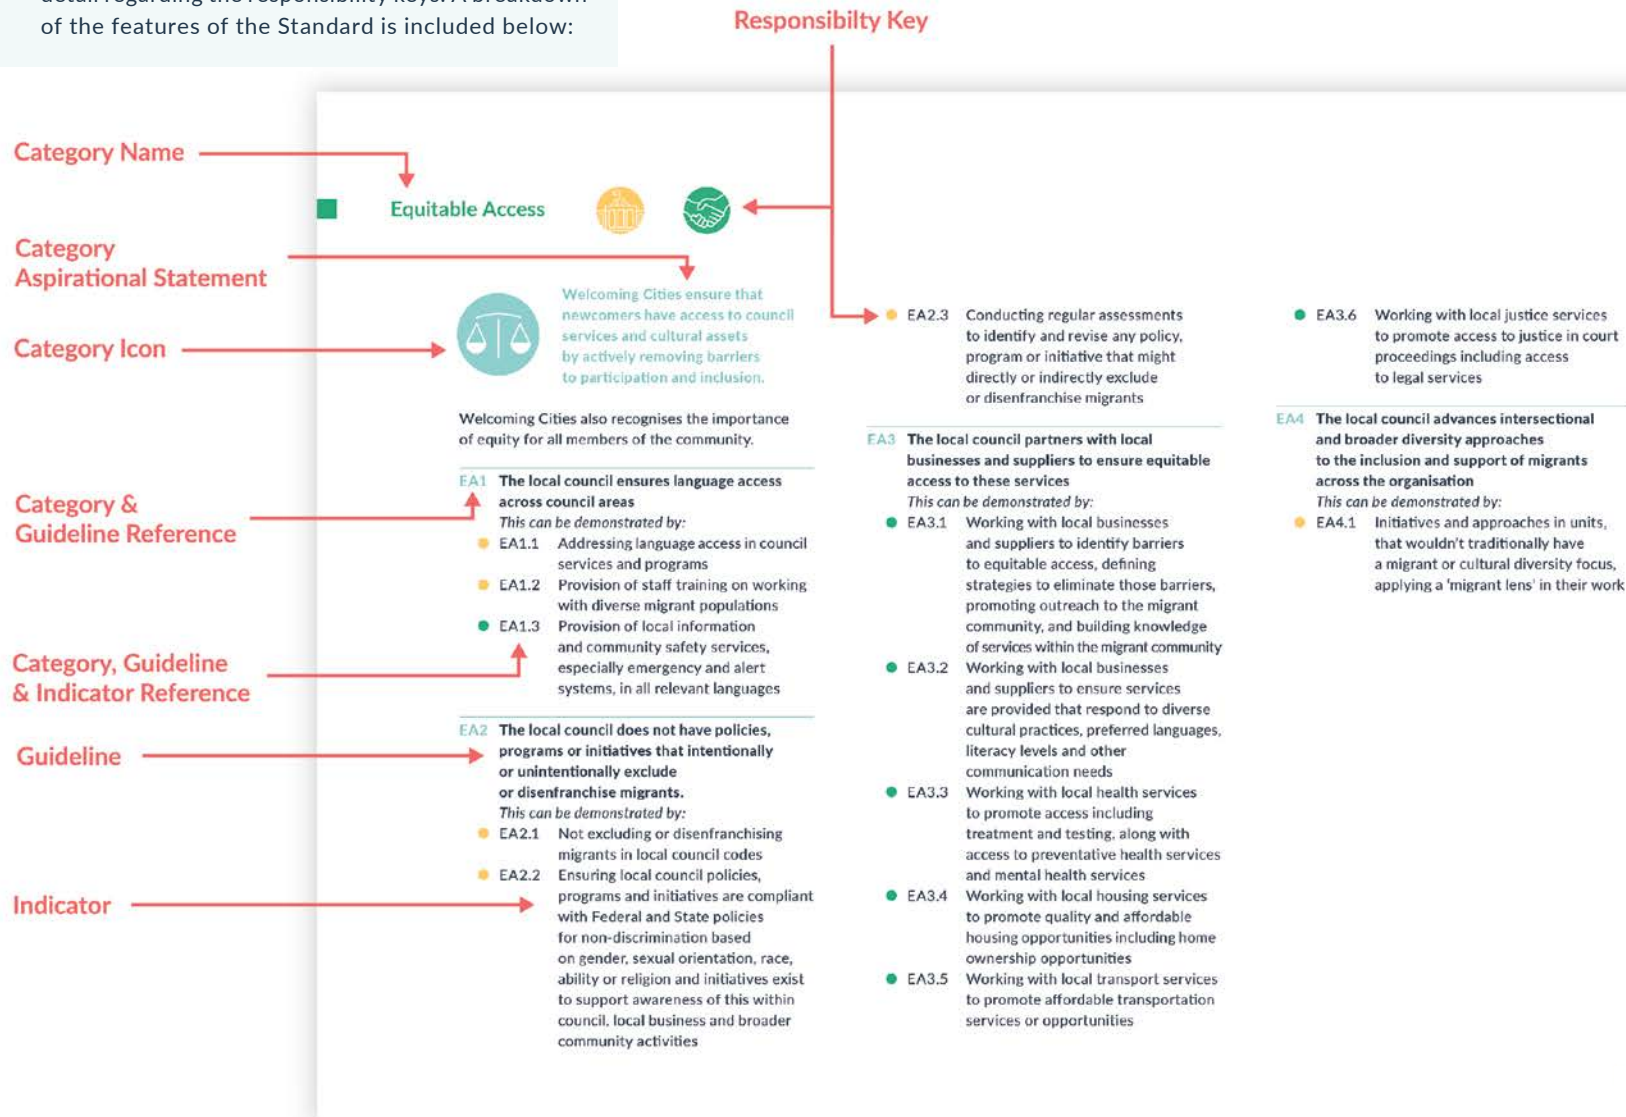 of the features of the Standard is included below:
Responsibilty Key
Category Name
Equitable Access
Category
Aspirational Statement
Category Icon
Welcoming Cities ensure that
newcomers have access to council
services and cultural assets
by actively removing barriers
to participation and inclusion.
Welcoming Cities also recognises the importance
of equity for all members of the community.
Category &
Guideline Reference
EA1 The local council ensures language access
across council areas
This can be demonstrated by:
EA1.1 Addressing language access in council
services and programs
EA1.2 Provision of staff training on working
with diverse migrant populations
EA1.3 Provision of local information
and community safety services,
especially emergency and alert
systems, in all relevant languages
Category, Guideline
& Indicator Reference
Guideline
EA2 The local council does not have policies,
programs or initiatives that intentionally
or unintentionally exclude
or disenfranchise migrants.
This can be demonstrated by:
EA2.1 Not excluding or disenfranchising
migrants in local council codes
Indicator
EA2.2 Ensuring local council policies,
programs and initiatives are compliant
with Federal and State policies
for non-discrimination based
on gender, sexual orientation, race,
ability or religion and initiatives exist
to support awareness of this within
council, local business and broader
community activities
EA2.3 Conducting regular assessments
to identify and revise any policy,
program or initiative that might
directly or indirectly exclude
or disenfranchise migrants
EA3 The local council partners with local
businesses and suppliers to ensure equitable
access to these services
This can be demonstrated by:
EA3.1 Working with local businesses
and suppliers to identify barriers
to equitable access, defining
strategies to eliminate those barriers,
promoting outreach to the migrant
community, and building knowledge
of services within the migrant community
EA3.2 Working with local businesses
and suppliers to ensure services
are provided that respond to diverse
cultural practices, preferred languages,
literacy levels and other
communication needs
EA3.3 Working with local health services
to promote access including
treatment and testing, along with
access to preventative health services
and mental health services
EA3.4 Working with local housing services
to promote quality and affordable
housing opportunities including home
ownership opportunities
EA3.5 Working with local transport services
to promote affordable transportation
services or opportunities
EA3.6 Working with local justice services
to promote access to justice in court
proceedings including access
to legal services
EA4 The local council advances intersectional
and broader diversity approaches
to the inclusion and support of migrants
across the organisation
This can be demonstrated by:
EA4.1 Initiatives and approaches in units,
that wouldn't traditionally have
a migrant or cultural diversity focus,
applying a 'migrant lens' in their work